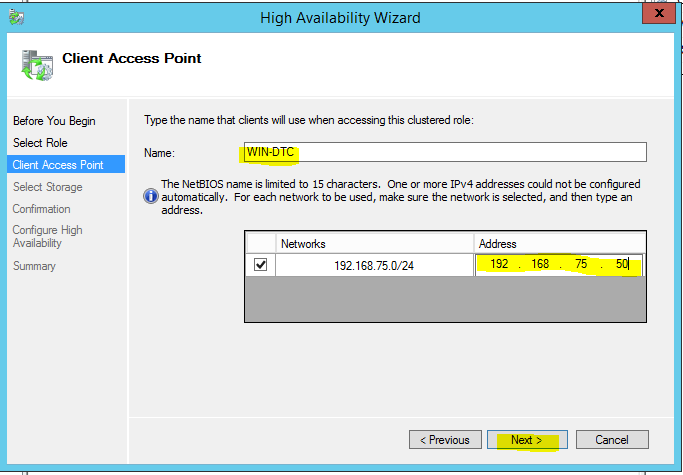 High Availability Wizard
X
Client Access Point
Before You Begin
Select Role
Client Access Point
Select Storage
Confirmation
Configure High
Availability
Summary
Type the name that clients will use when accessing this clustered role:
Name:
WIN-DTC
The NetBIOS name is limited to 15 characters. One or more IPv4 addresses could not be configured
automatically. For each network to be used, make sure the network is selected, and then type an
address.
Networks Address
192.168.75.0/24 192 . 168 . 75 . 50
< Previous Next > Cancel